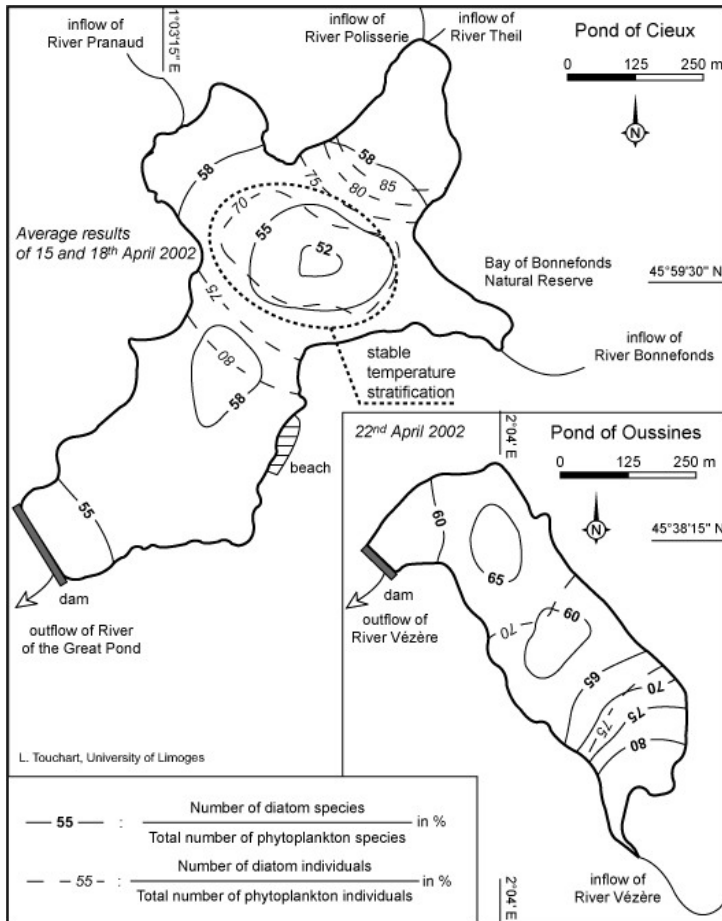 inflow of
River Pranaud
1°03'15" E
inflow of
River Polisserie
inflow of
River Theil
Pond of Cieux
0 125 250 m
N
58
58
85
80
75
70
55
52
Average results
of 15 and 18th April 2002
Bay of Bonnefonds
Natural Reserve
45°59'30" N
75
80
58
stable
temperature
stratification
inflow of
River Bonnefonds
beach
55
dam
outflow of River
of the Great Pond
22nd April 2002
2°04' E
Pond of Oussines
0 125 250 m
N
45°38'15" N
60
65
dam
outflow of
River Vézère
70
60
65
70
75
75
80
L. Touchart, University of Limoges
2°04' E
inflow of
River Vézère
55 : Number of diatom species
Total number of phytoplankton species in %
55 : Number of diatom individuals
Total number of phytoplankton individuals in %